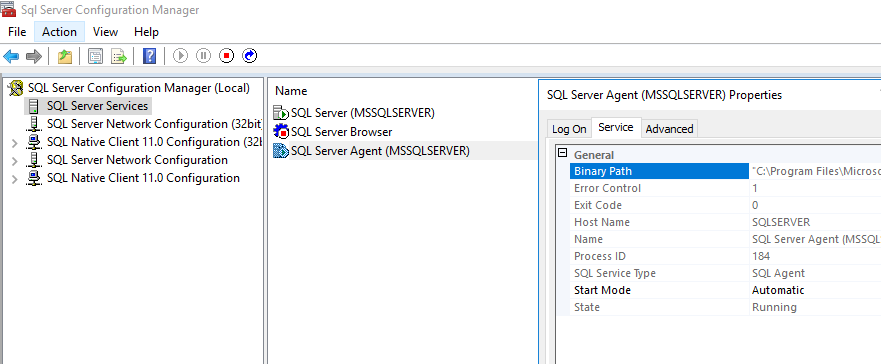 Sql Server Configuration Manager
File Action View Help
SQL Server Configuration Manager (Local)
SQL Server Services
SQL Server Network Configuration (32bit
SQL Native Client 11.0 Configuration (32
SQL Server Network Configuration
SQL Native Client 11.0 Configuration
Name
SQL Server (MSSQLSERVER)
SQL Server Browser
SQL Server Agent (MSSQLSERVER)
SQL Server Agent (MSSQLSERVER) Properties
Log On Service Advanced
General
Binary Path "C:\Program Files\Microso
Error Control 1
Exit Code 0
Host Name SQLSERVER
Name SQL Server Agent (MSSQL
Process ID 184
SQL Service Type SQL Agent
Start Mode Automatic
State Running